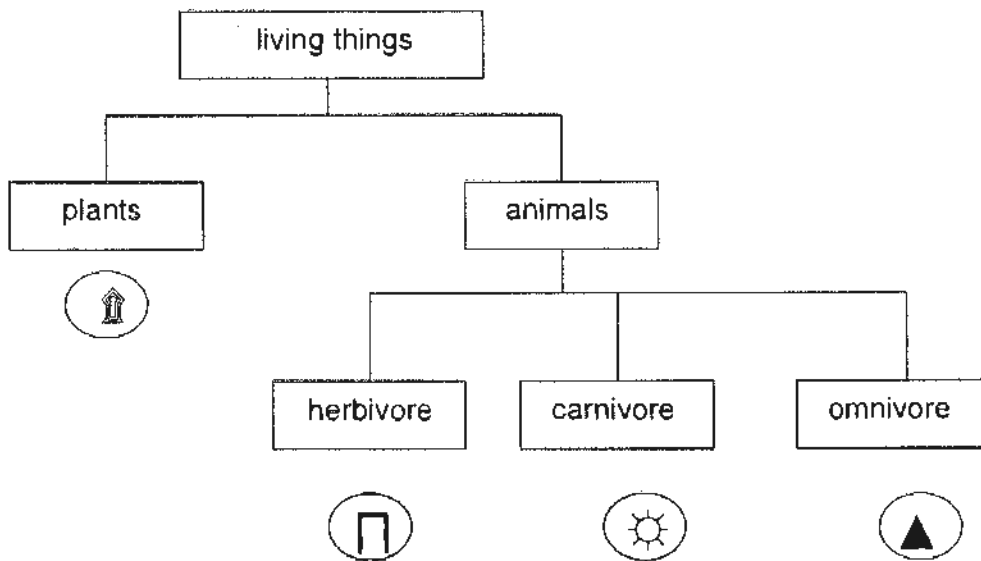 living things
plants
animals
herbivore
carnivore
omnivore